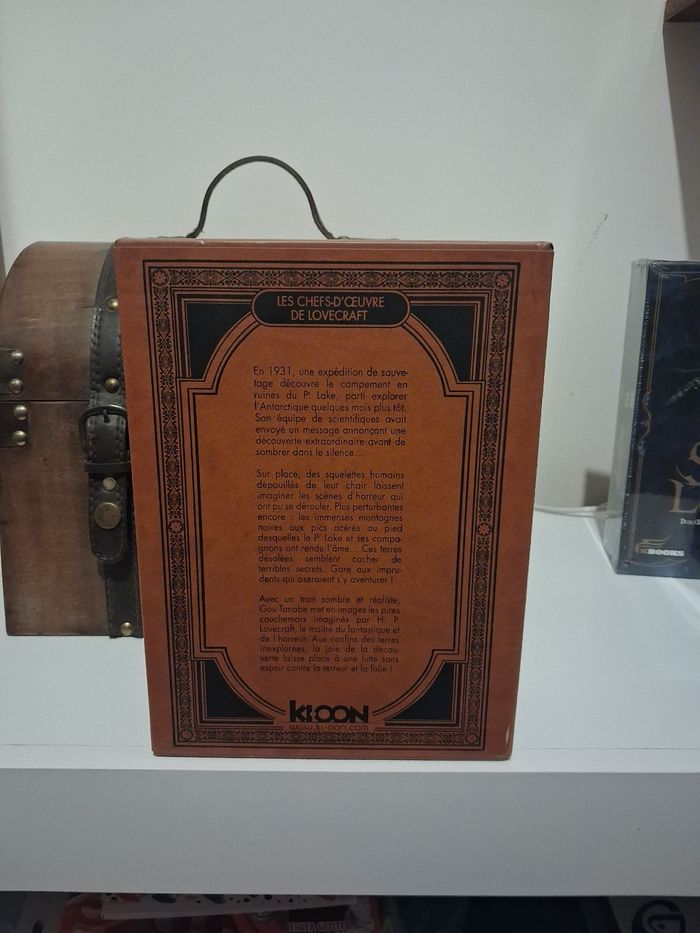 LES CHEFS-D'ŒUVRE
DE LOVECRAFT
En 1931, une expédition de sauve-
tage découvre le campement en
ruines du Pr Lake, parti explorer
l'Antarctique quelques mois plus tôt.
Son équipe de scientifiques avait
envoyé un message annonçant une
découverte extraordinaire avant de
sombrer dans le silence...
Sur place, des squelettes humains
dépouillés de leur chair laissent
imaginer les scènes d'horreur qui
ont pu se dérouler. Plus perturbantes
encore : les immenses montagnes
noires aux pics acérés au pied
desquelles le Pr Lake et ses compa-
gnons ont rendu l'âme... Ces terres
désolées semblent cacher de
terribles secrets. Gare aux impru-
dents qui oseraient s'y aventurer !
Avec un trait sombre et réaliste,
Gou Tanabe met en images les pires
cauchemars imaginés par H. P.
Lovecraft, le maître du fantastique et
de l'horreur. Aux confins des terres
inexplorées, la joie de la décou-
verte laisse place à une lutte sans
espoir contre la terreur et la folie !
KI-OON
www.ki-oon.com
BOOKS